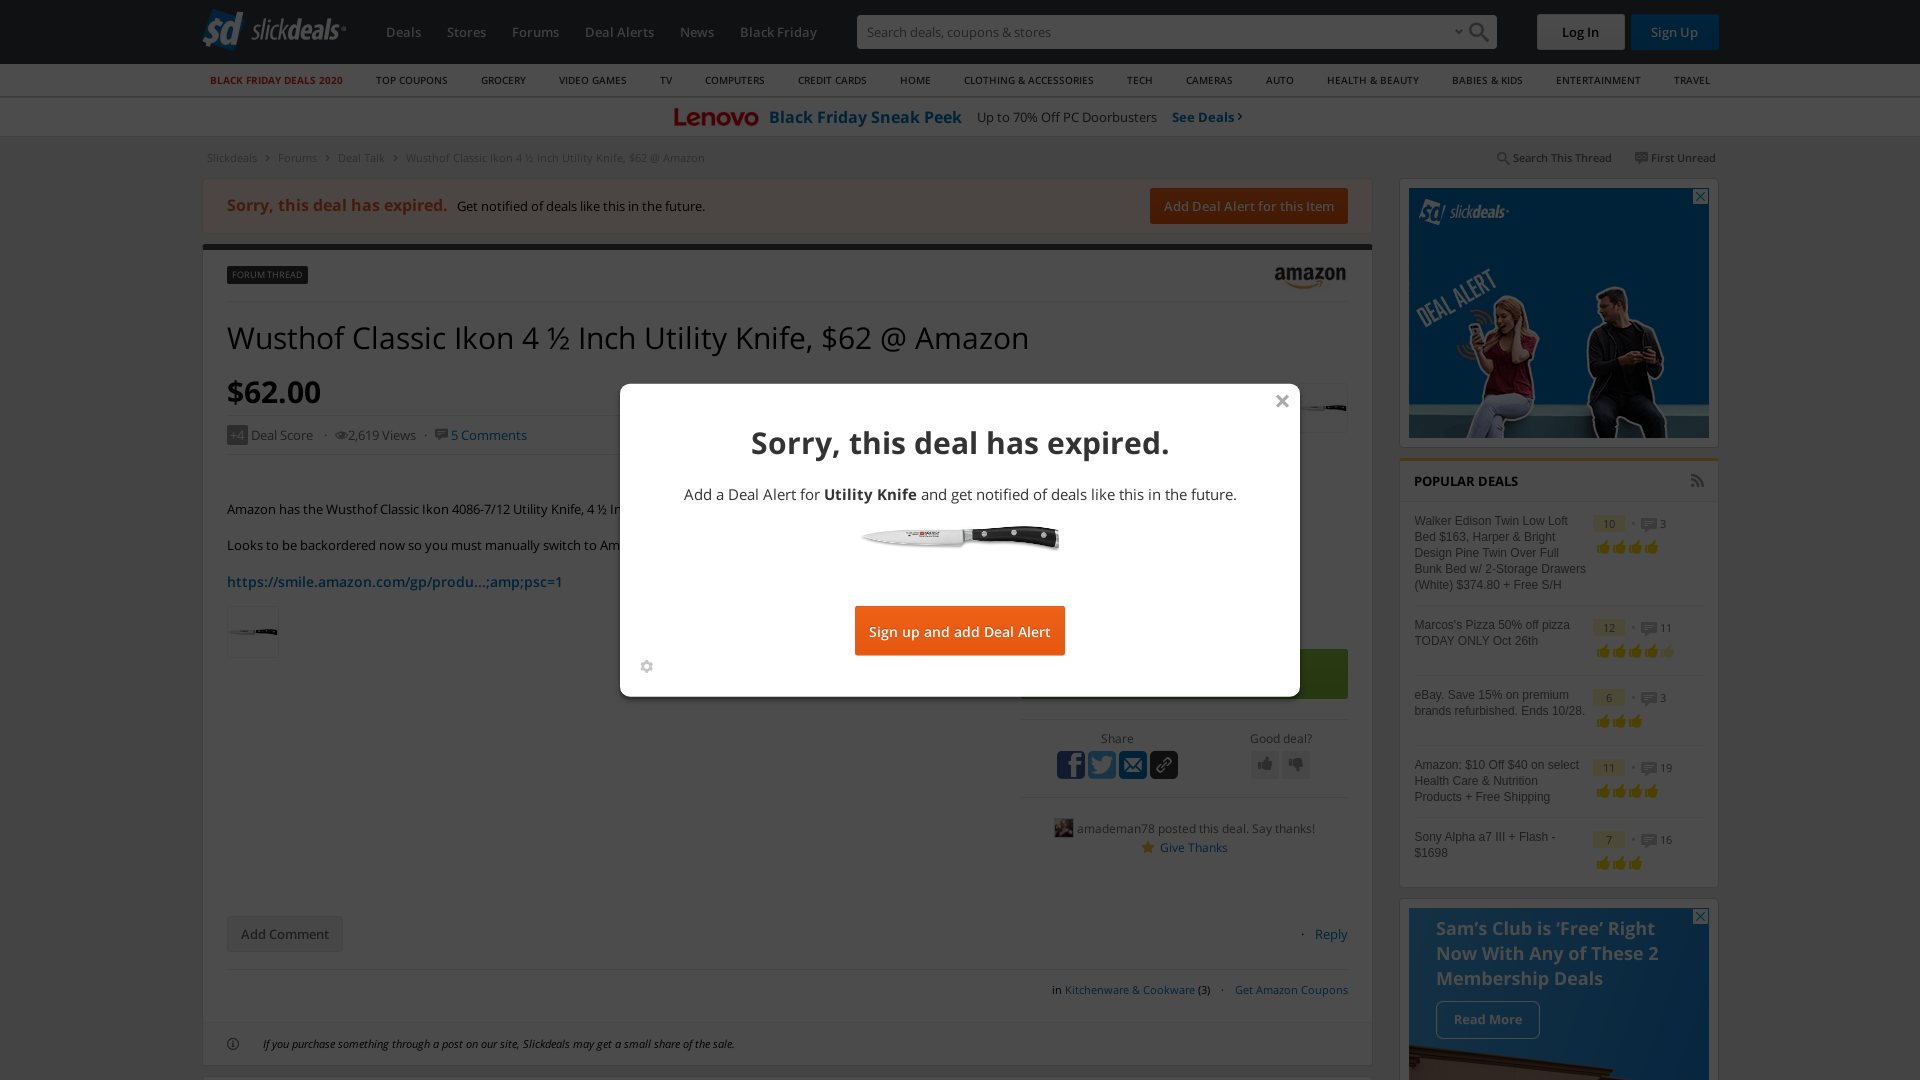 sd slickdeals
Deals Stores Forums Deal Alerts News Black Friday
Search deals, coupons & stores
Log In Sign Up
BLACK FRIDAY DEALS 2020 TOP COUPONS GROCERY VIDEO GAMES TV COMPUTERS CREDIT CARDS HOME CLOTHING & ACCESSORIES TECH CAMERAS AUTO HEALTH & BEAUTY BABIES & KIDS ENTERTAINMENT TRAVEL
Lenovo Black Friday Sneak Peek Up to 70% Off PC Doorbusters See Deals
Slickdeals Forums Deal Talk Wusthof Classic Ikon 4 ½ Inch Utility Knife, $62 @ Amazon
Search This Thread First Unread
Sorry, this deal has expired. Get notified of deals like this in the future.
Add Deal Alert for this Item
FORUM THREAD
amazon
Wusthof Classic Ikon 4 ½ Inch Utility Knife, $62 @ Amazon
$62.00
+4 Deal Score · 2,619 Views · 5 Comments
Amazon has the Wusthof Classic Ikon 4086-7/12 Utility Knife, 4 ½ In
Looks to be backordered now so you must manually switch to Am
https://smile.amazon.com/gp/produ...;amp;psc=1
Sorry, this deal has expired.
Add a Deal Alert for Utility Knife and get notified of deals like this in the future.
Sign up and add Deal Alert
Share
Good deal?
amademan78 posted this deal. Say thanks!
Give Thanks
Add Comment
· Reply
in Kitchenware & Cookware (3) · Get Amazon Coupons
If you purchase something through a post on our site, Slickdeals may get a small share of the sale.
sd slickdeals
DEAL ALERT
POPULAR DEALS
Walker Edison Twin Low Loft
Bed $163, Harper & Bright
Design Pine Twin Over Full
Bunk Bed w/ 2-Storage Drawers
(White) $374.80 + Free S/H
10 · 3
Marcos's Pizza 50% off pizza
TODAY ONLY Oct 26th
12 · 11
eBay. Save 15% on premium
brands refurbished. Ends 10/28.
6 · 3
Amazon: $10 Off $40 on select
Health Care & Nutrition
Products + Free Shipping
11 · 19
Sony Alpha a7 III + Flash -
$1698
7 · 16
Sam's Club is 'Free' Right
Now With Any of These 2
Membership Deals
Read More